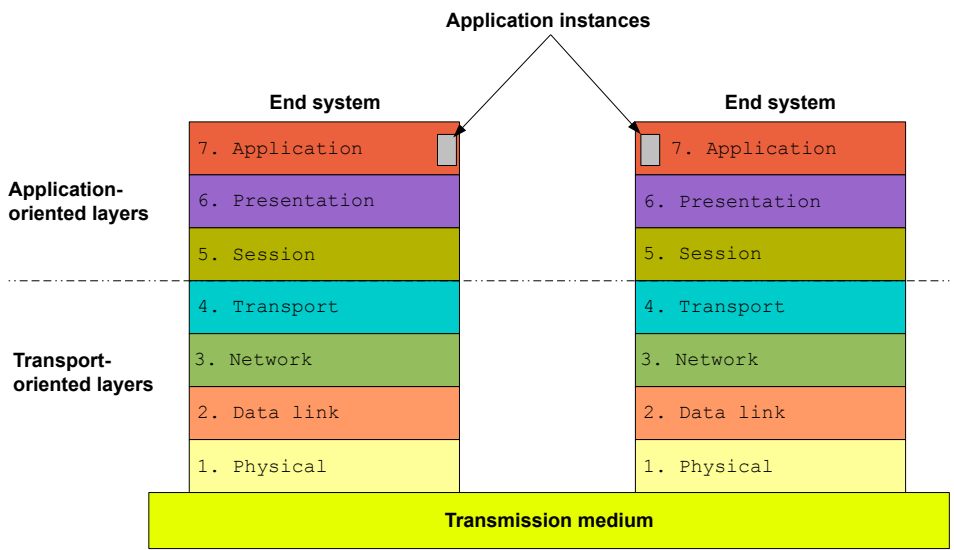 Application instances
End system
End system
7. Application
7. Application
Application-
oriented layers
6. Presentation
6. Presentation
5. Session
5. Session
4. Transport
4. Transport
Transport-
oriented layers
3. Network
3. Network
2. Data link
2. Data link
1. Physical
1. Physical
Transmission medium